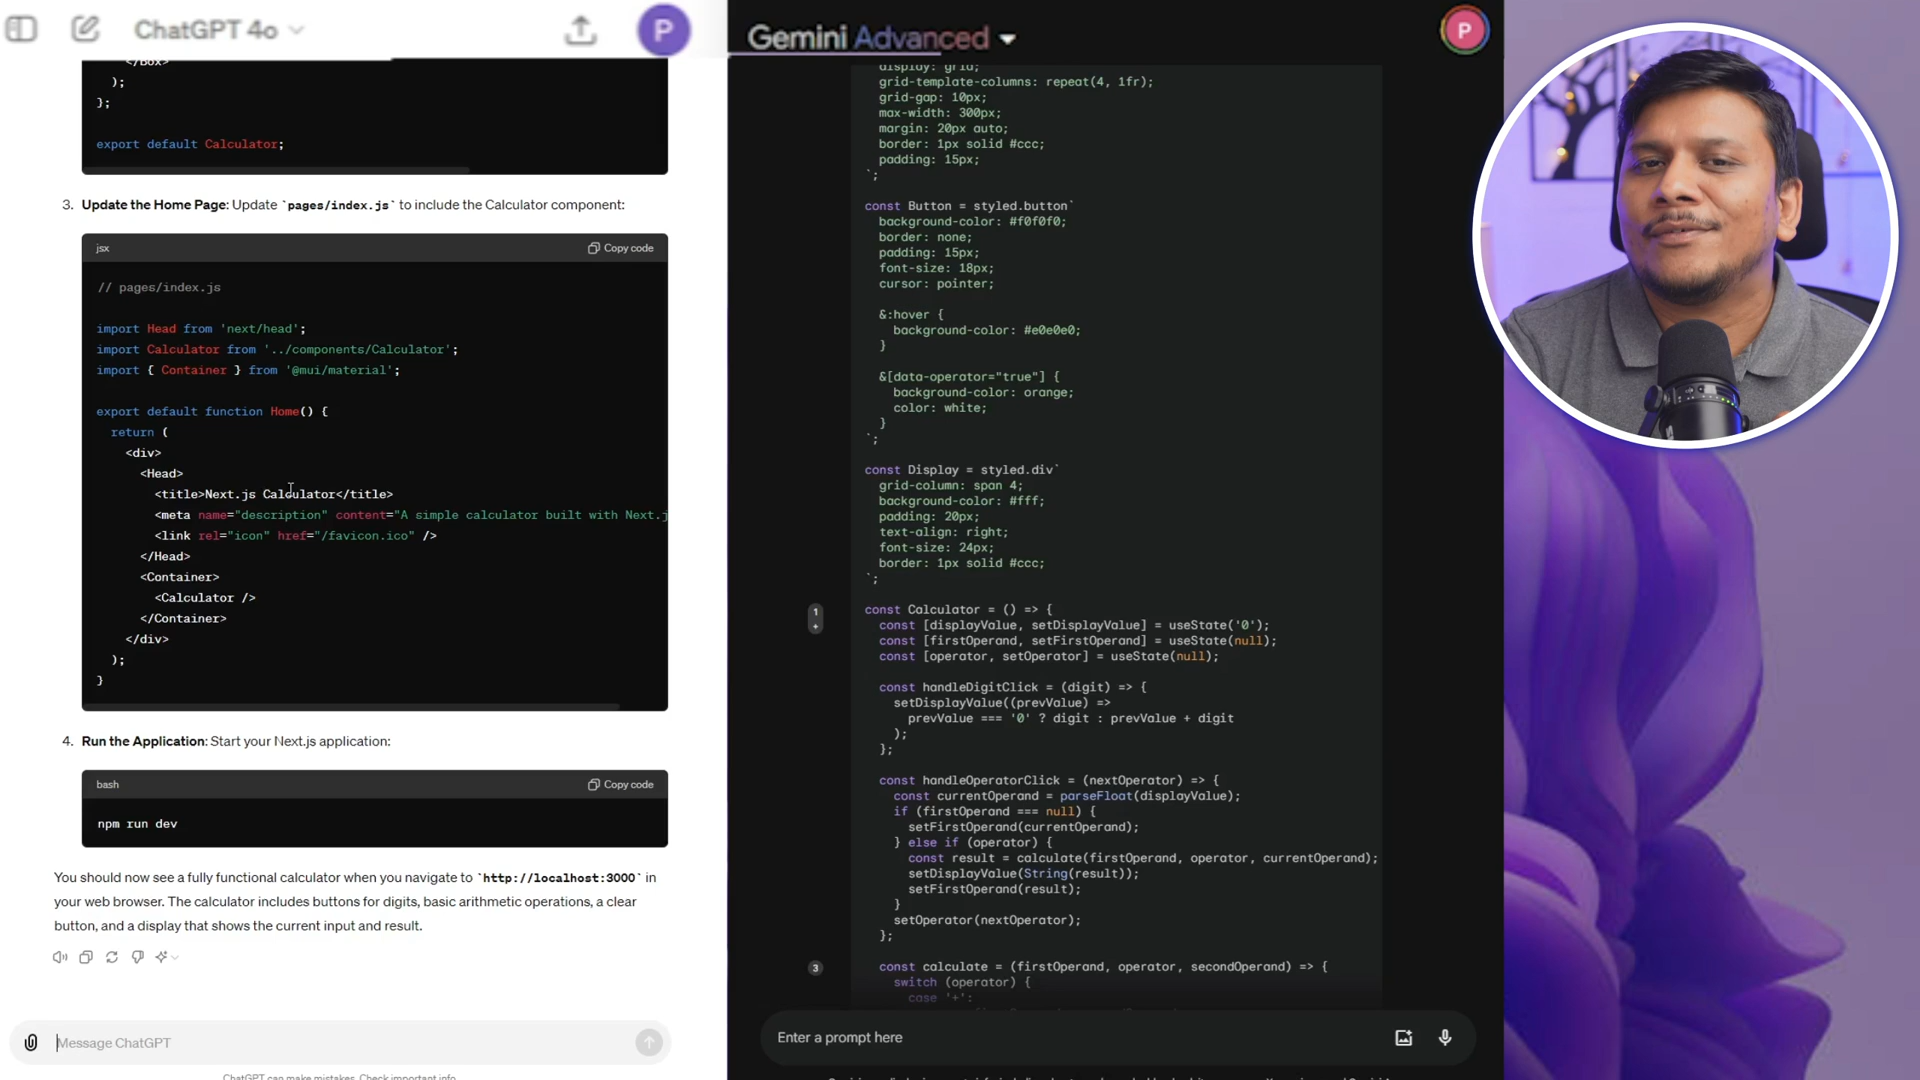 ChatGPT 4o
P
</Box>
);
};
export default Calculator;
3. Update the Home Page: Update `pages/index.js` to include the Calculator component:
jsx
Copy code
// pages/index.js
import Head from 'next/head';
import Calculator from '../components/Calculator';
import { Container } from '@mui/material';
export default function Home() {
return (
<div>
<Head>
<title>Next.js Calculator</title>
<meta name="description" content="A simple calculator built with Next.j
<link rel="icon" href="/favicon.ico" />
</Head>
<Container>
<Calculator />
</Container>
</div>
);
}
4. Run the Application: Start your Next.js application:
bash
Copy code
npm run dev
You should now see a fully functional calculator when you navigate to `http://localhost:3000` in
your web browser. The calculator includes buttons for digits, basic arithmetic operations, a clear
button, and a display that shows the current input and result.
Message ChatGPT
ChatGPT can make mistakes. Check important info.
Gemini Advanced
P
display: grid;
grid-template-columns: repeat(4, 1fr);
grid-gap: 10px;
max-width: 300px;
margin: 20px auto;
border: 1px solid #ccc;
padding: 15px;
`;
const Button = styled.button`
background-color: #f0f0f0;
border: none;
padding: 15px;
font-size: 18px;
cursor: pointer;
&:hover {
background-color: #e0e0e0;
}
&[data-operator="true"] {
background-color: orange;
color: white;
}
`;
const Display = styled.div`
grid-column: span 4;
background-color: #fff;
padding: 20px;
text-align: right;
font-size: 24px;
border: 1px solid #ccc;
`;
1
+
const Calculator = () => {
const [displayValue, setDisplayValue] = useState('0');
const [firstOperand, setFirstOperand] = useState(null);
const [operator, setOperator] = useState(null);
const handleDigitClick = (digit) => {
setDisplayValue((prevValue) =>
prevValue === '0' ? digit : prevValue + digit
);
};
const handleOperatorClick = (nextOperator) => {
const currentOperand = parseFloat(displayValue);
if (firstOperand === null) {
setFirstOperand(currentOperand);
} else if (operator) {
const result = calculate(firstOperand, operator, currentOperand);
setDisplayValue(String(result));
setFirstOperand(result);
}
setOperator(nextOperator);
};
3
const calculate = (firstOperand, operator, secondOperand) => {
switch (operator) {
case '+':
Enter a prompt here